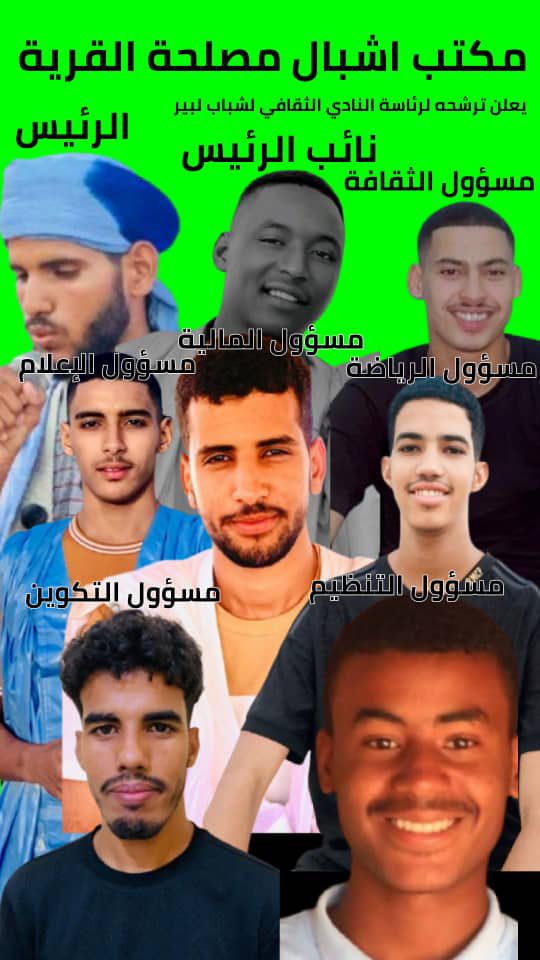 مكتب اشبال مصلحة القرية
يعلن ترشحه لرئاسة النادي الثقافي لشباب لبير
الرئيس
نائب الرئيس
مسؤول الثقافة
مسؤول المالية
مسؤول الإعلام
مسؤول الرياضة
مسؤول التنظيم
مسؤول التكوين